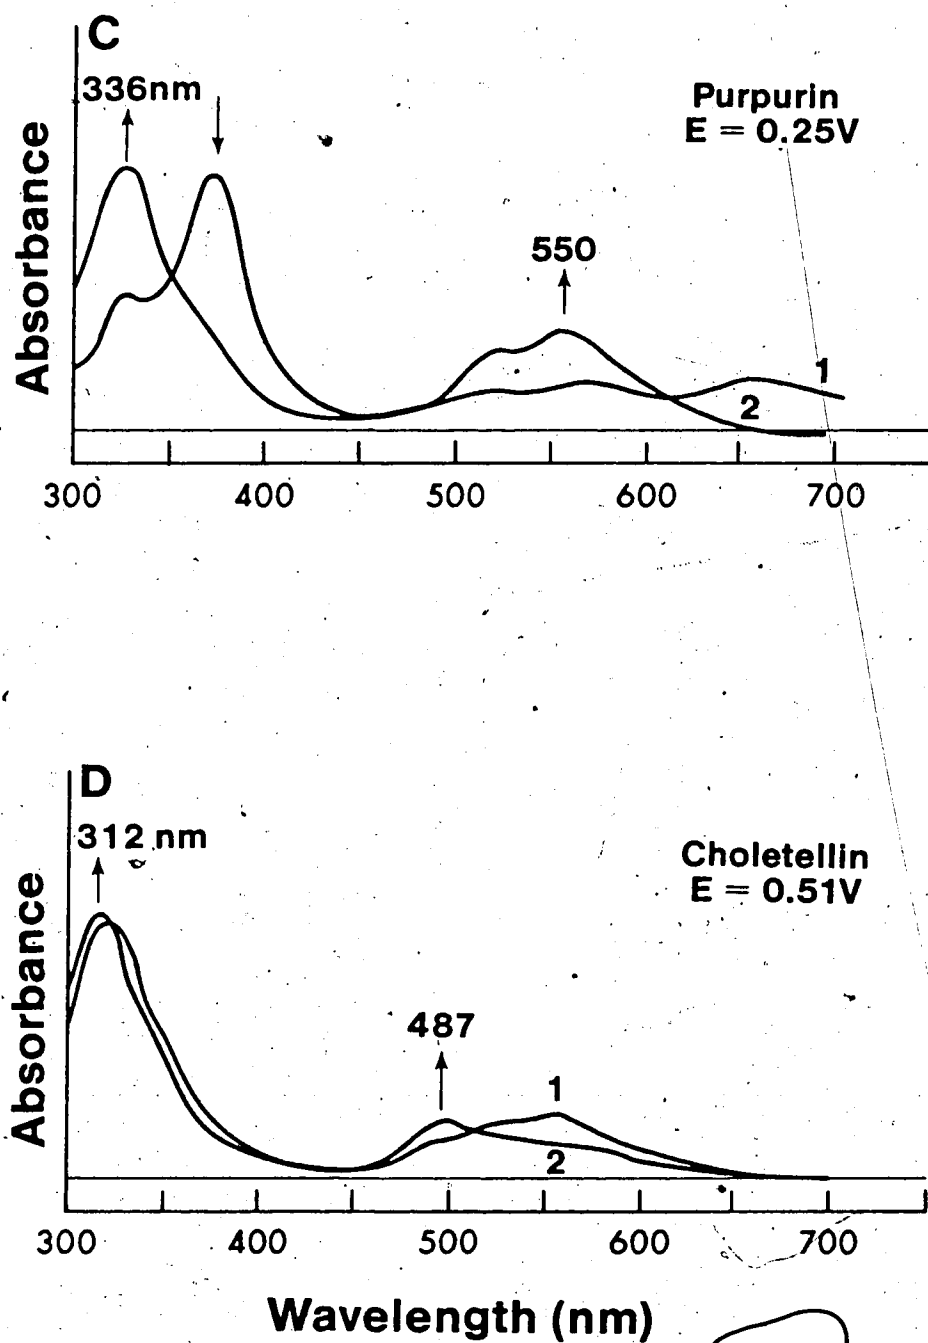 C
336nm
Purpurin
E = 0.25V
Absorbance
550
1
2
300 400 500 600 700
D
312 nm
Choletellin
E = 0.51V
Absorbance
487
1
2
300 400 500 600 700
Wavelength (nm)